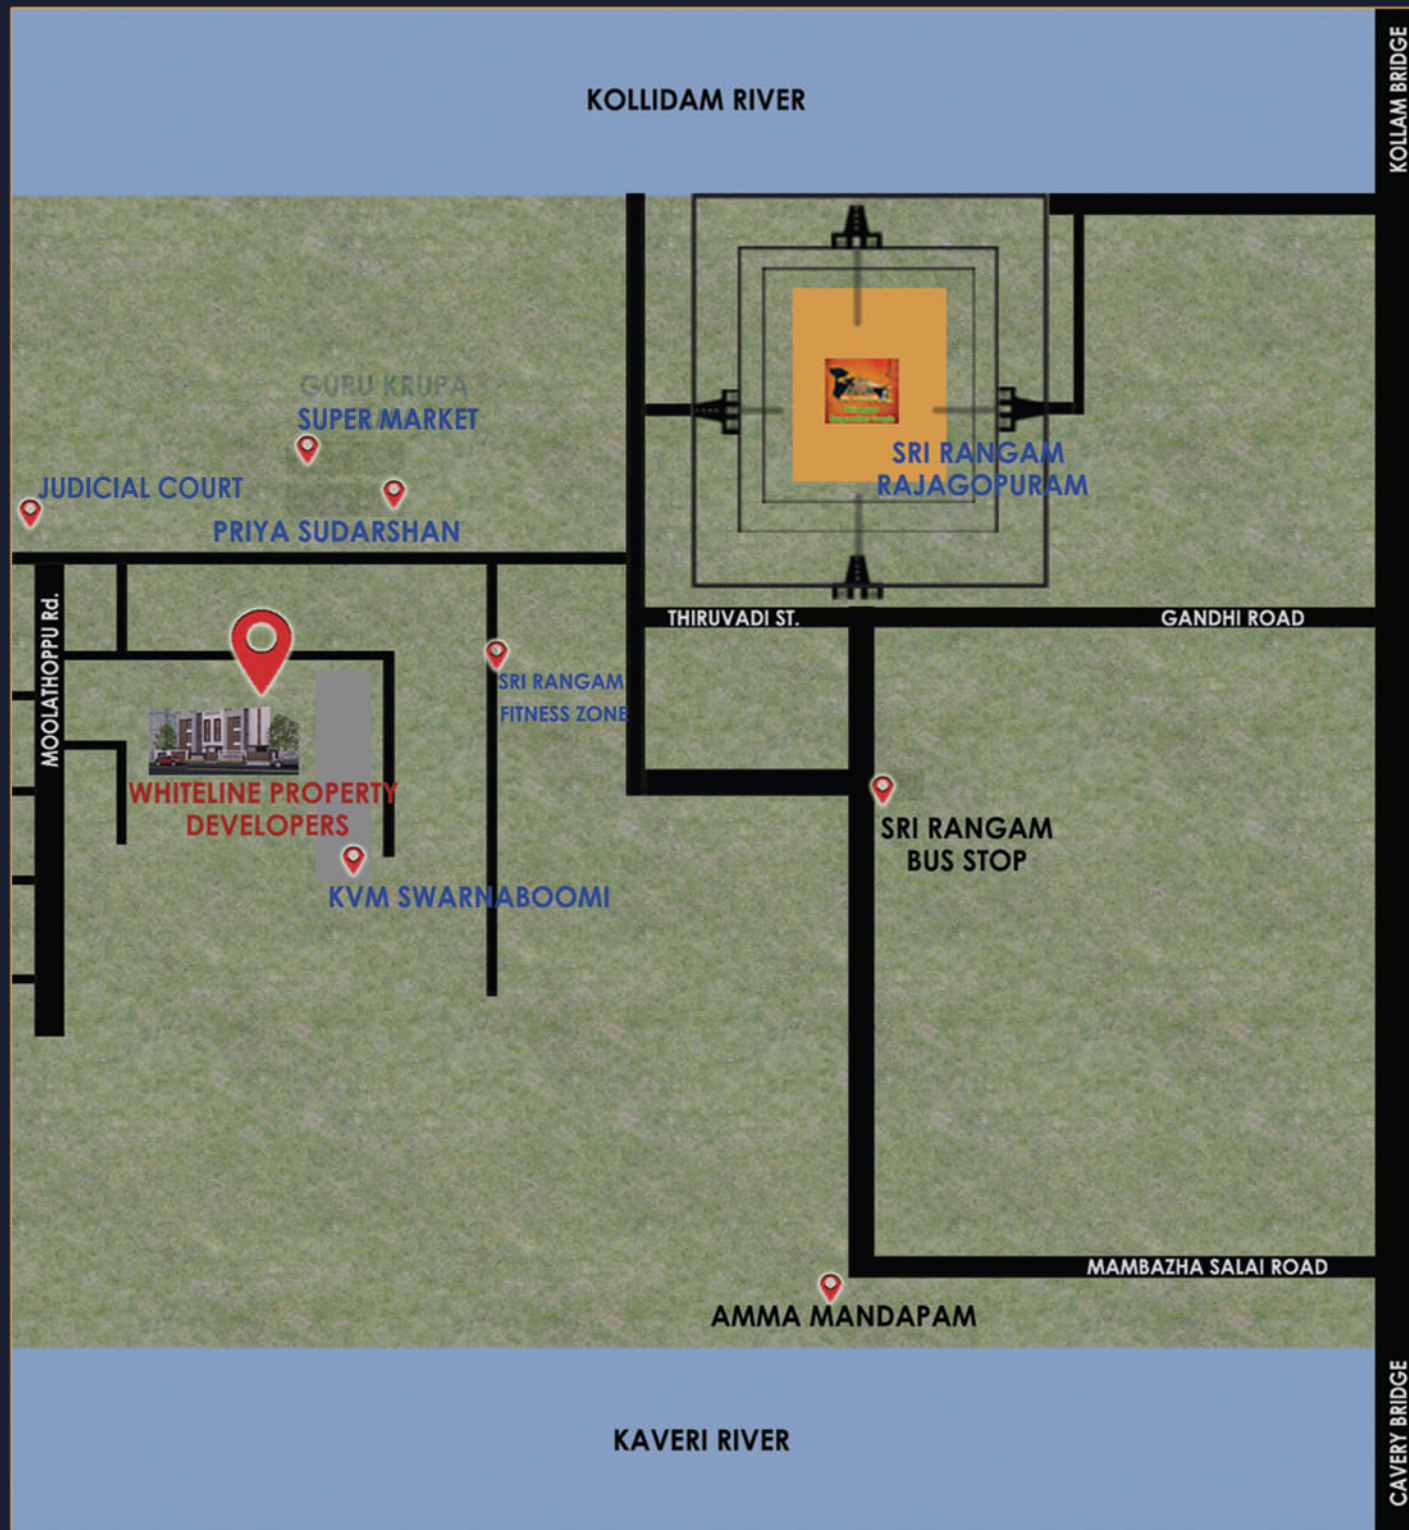 KOLLIDAM RIVER
KOLLAM BRIDGE
GURU KRUPA
SUPER MARKET
JUDICIAL COURT
PRIYA SUDARSHAN
SRI RANGAM
RAJAGOPURAM
THIRUVADI ST.
GANDHI ROAD
MOOLATHOPPU Rd.
SRI RANGAM
FITNESS ZONE
WHITELINE PROPERTY
DEVELOPERS
SRI RANGAM
BUS STOP
KVM SWARNABOOMI
MAMBAZHA SALAI ROAD
AMMA MANDAPAM
KAVERI RIVER
CAVERY BRIDGE